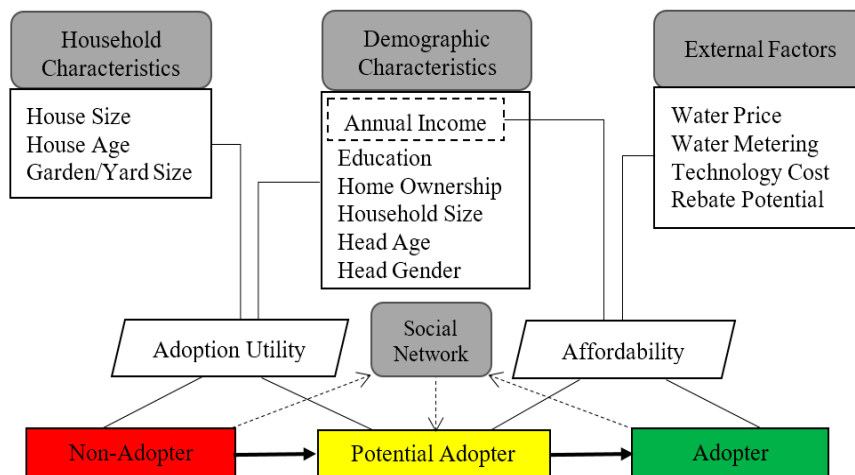 Household
Characteristics
House Size
House Age
Garden/Yard Size
Demographic
Characteristics
Annual Income
Education
Home Ownership
Household Size
Head Age
Head Gender
External Factors
Water Price
Water Metering
Technology Cost
Rebate Potential
Adoption Utility
Social
Network
Affordability
Non-Adopter
Potential Adopter
Adopter